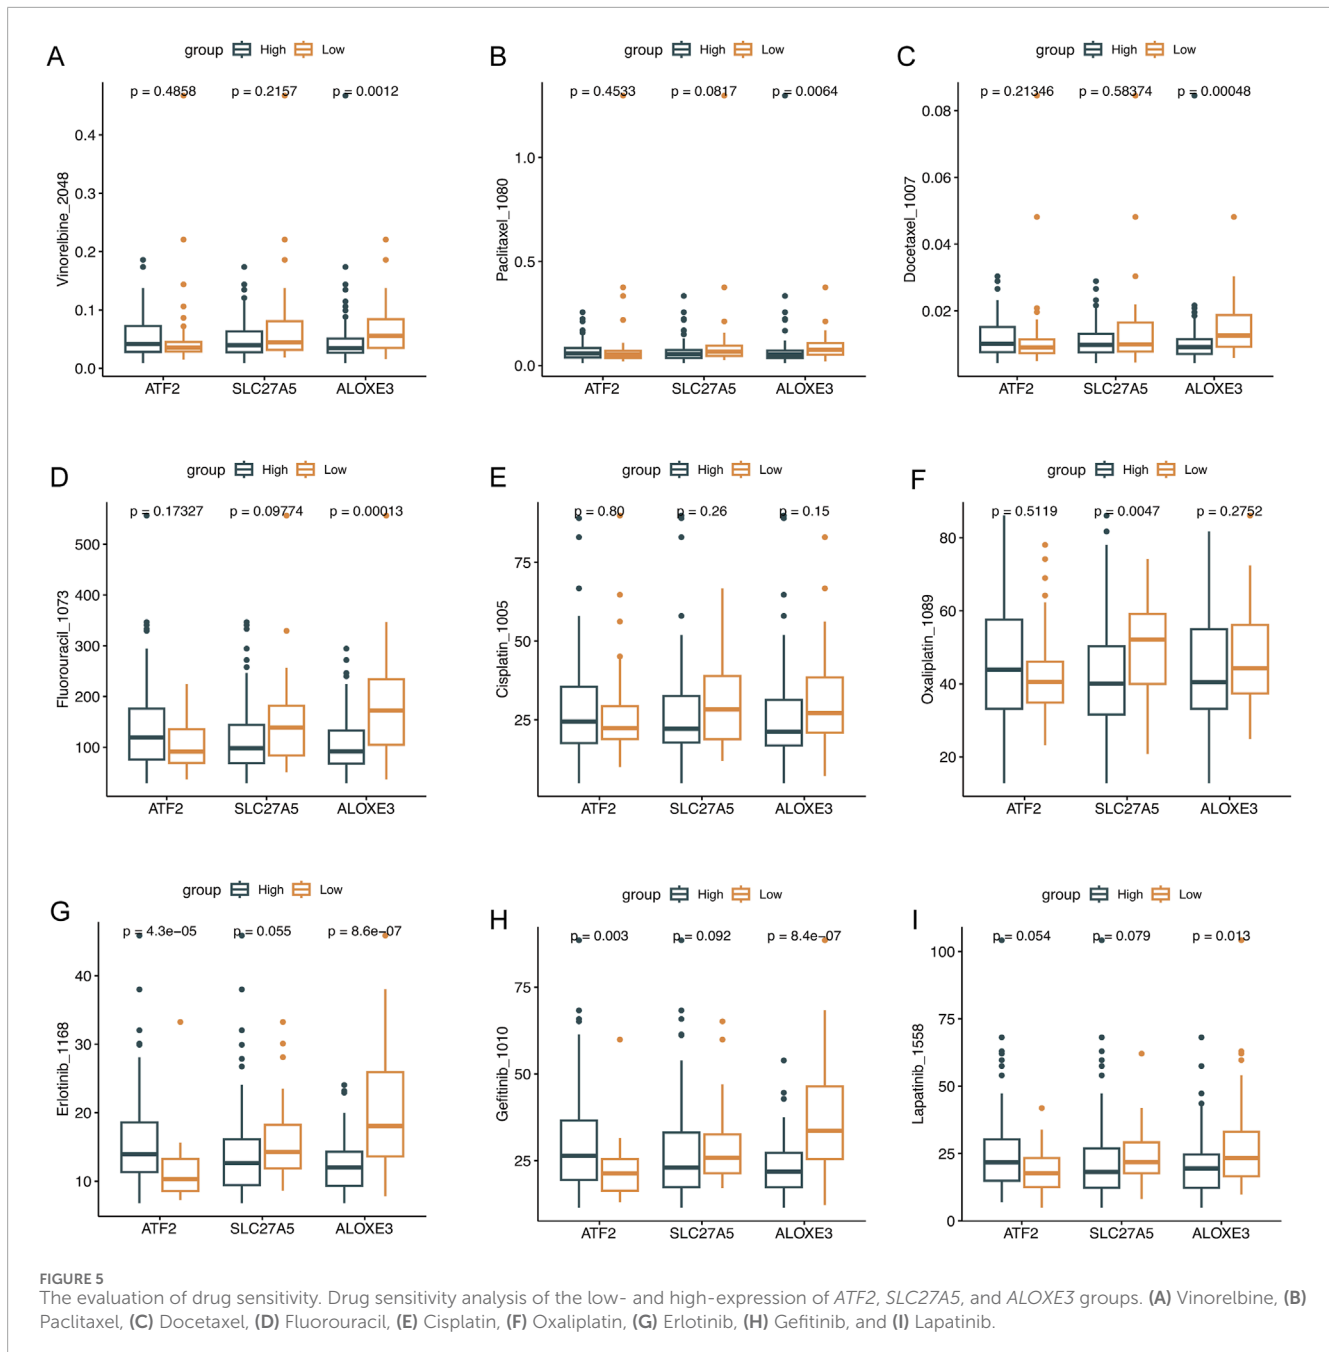 A
group High Low
p = 0.4858 p = 0.2157 p = 0.0012
Vinorelbine_2048
0.4
0.3
0.2
0.1
0.0
ATF2 SLC27A5 ALOXE3
B
group High Low
p = 0.4533 p = 0.0817 p = 0.0064
Paclitaxel_1080
1.0
0.5
0.0
ATF2 SLC27A5 ALOXE3
C
group High Low
p = 0.21346 p = 0.58374 p = 0.00048
Docetaxel_1007
0.08
0.06
0.04
0.02
ATF2 SLC27A5 ALOXE3
D
group High Low
p = 0.17327 p = 0.09774 p = 0.00013
Fluorouracil_1073
500
400
300
200
100
ATF2 SLC27A5 ALOXE3
E
group High Low
p = 0.80 p = 0.26 p = 0.15
Cisplatin_1005
75
50
25
ATF2 SLC27A5 ALOXE3
F
group High Low
p = 0.5119 p = 0.0047 p = 0.2752
Oxaliplatin_1089
80
60
40
20
ATF2 SLC27A5 ALOXE3
G
group High Low
p = 4.3e−05 p = 0.055 p = 8.6e−07
Erlotinib_1168
40
30
20
10
ATF2 SLC27A5 ALOXE3
H
group High Low
p = 0.003 p = 0.092 p = 8.4e−07
Gefitinib_1010
75
50
25
ATF2 SLC27A5 ALOXE3
I
group High Low
p = 0.054 p = 0.079 p = 0.013
Lapatinib_1558
100
75
50
25
0
ATF2 SLC27A5 ALOXE3
FIGURE 5
The evaluation of drug sensitivity. Drug sensitivity analysis of the low- and high-expression of ATF2, SLC27A5, and ALOXE3 groups. (A) Vinorelbine, (B)
Paclitaxel, (C) Docetaxel, (D) Fluorouracil, (E) Cisplatin, (F) Oxaliplatin, (G) Erlotinib, (H) Gefitinib, and (I) Lapatinib.